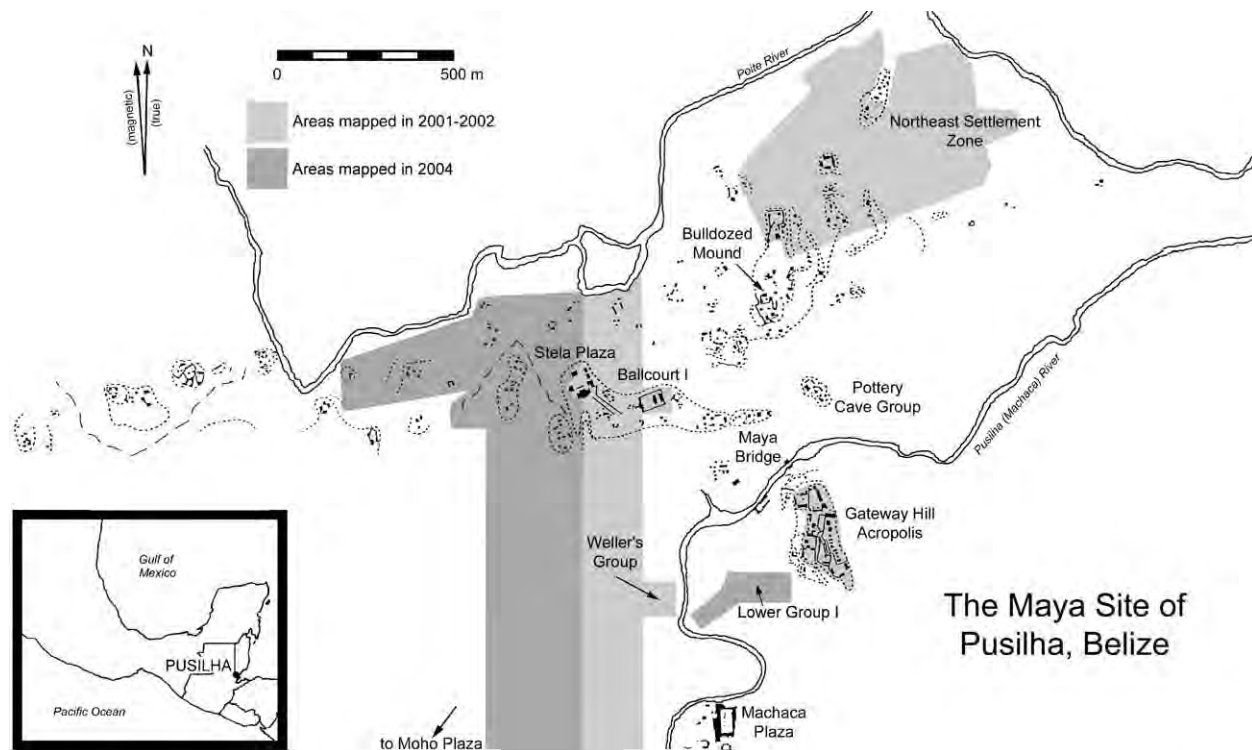 N
(magnetic)
(true)
0
500 m
Areas mapped in 2001-2002
Areas mapped in 2004
Poite River
Northeast Settlement
Zone
Bulldozed
Mound
Stela Plaza
Ballcourt I
Pottery
Cave Group
Pusilha (Machaca) River
Maya
Bridge
Gateway Hill
Acropolis
Weller's
Group
Lower Group I
The Maya Site of
Pusilha, Belize
Gulf of
Mexico
PUSILHA
Pacific Ocean
Machaca
Plaza
to Moho Plaza